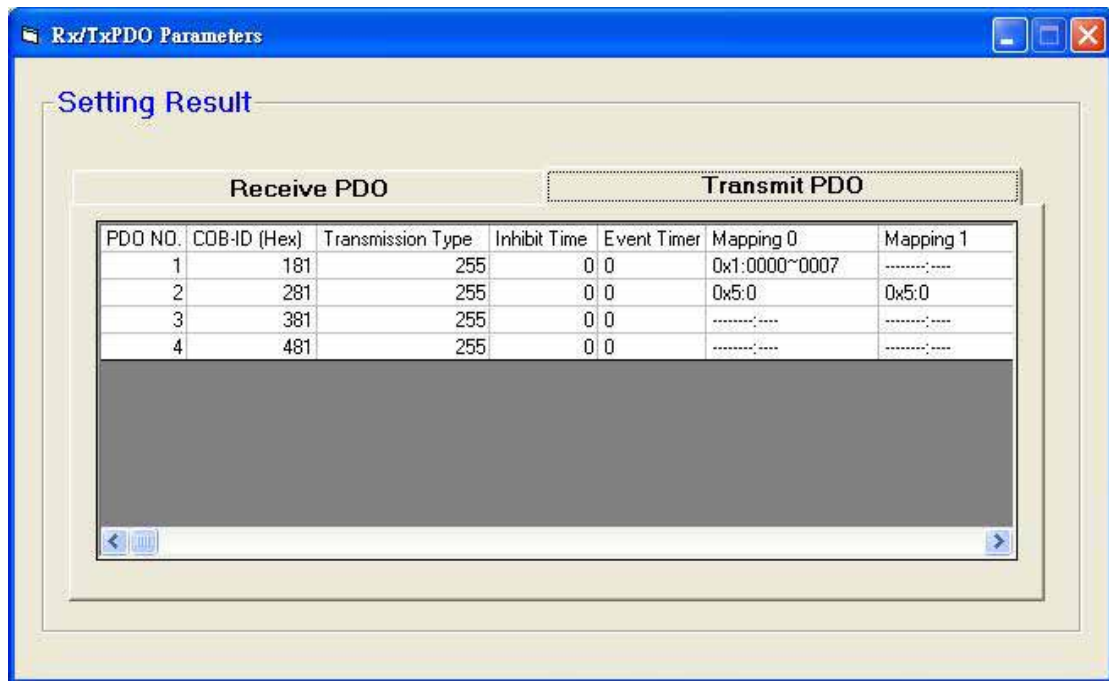 Rx/TxPDO Parameters
Setting Result
Receive PDO Transmit PDO
PDO NO. COB-ID (Hex) Transmission Type Inhibit Time Event Timer Mapping 0 Mapping 1
1 181 255 0 0 0x1:0000~0007 --------:----
2 281 255 0 0 0x5:0 0x5:0
3 381 255 0 0 --------:---- --------:----
4 481 255 0 0 --------:---- --------:----